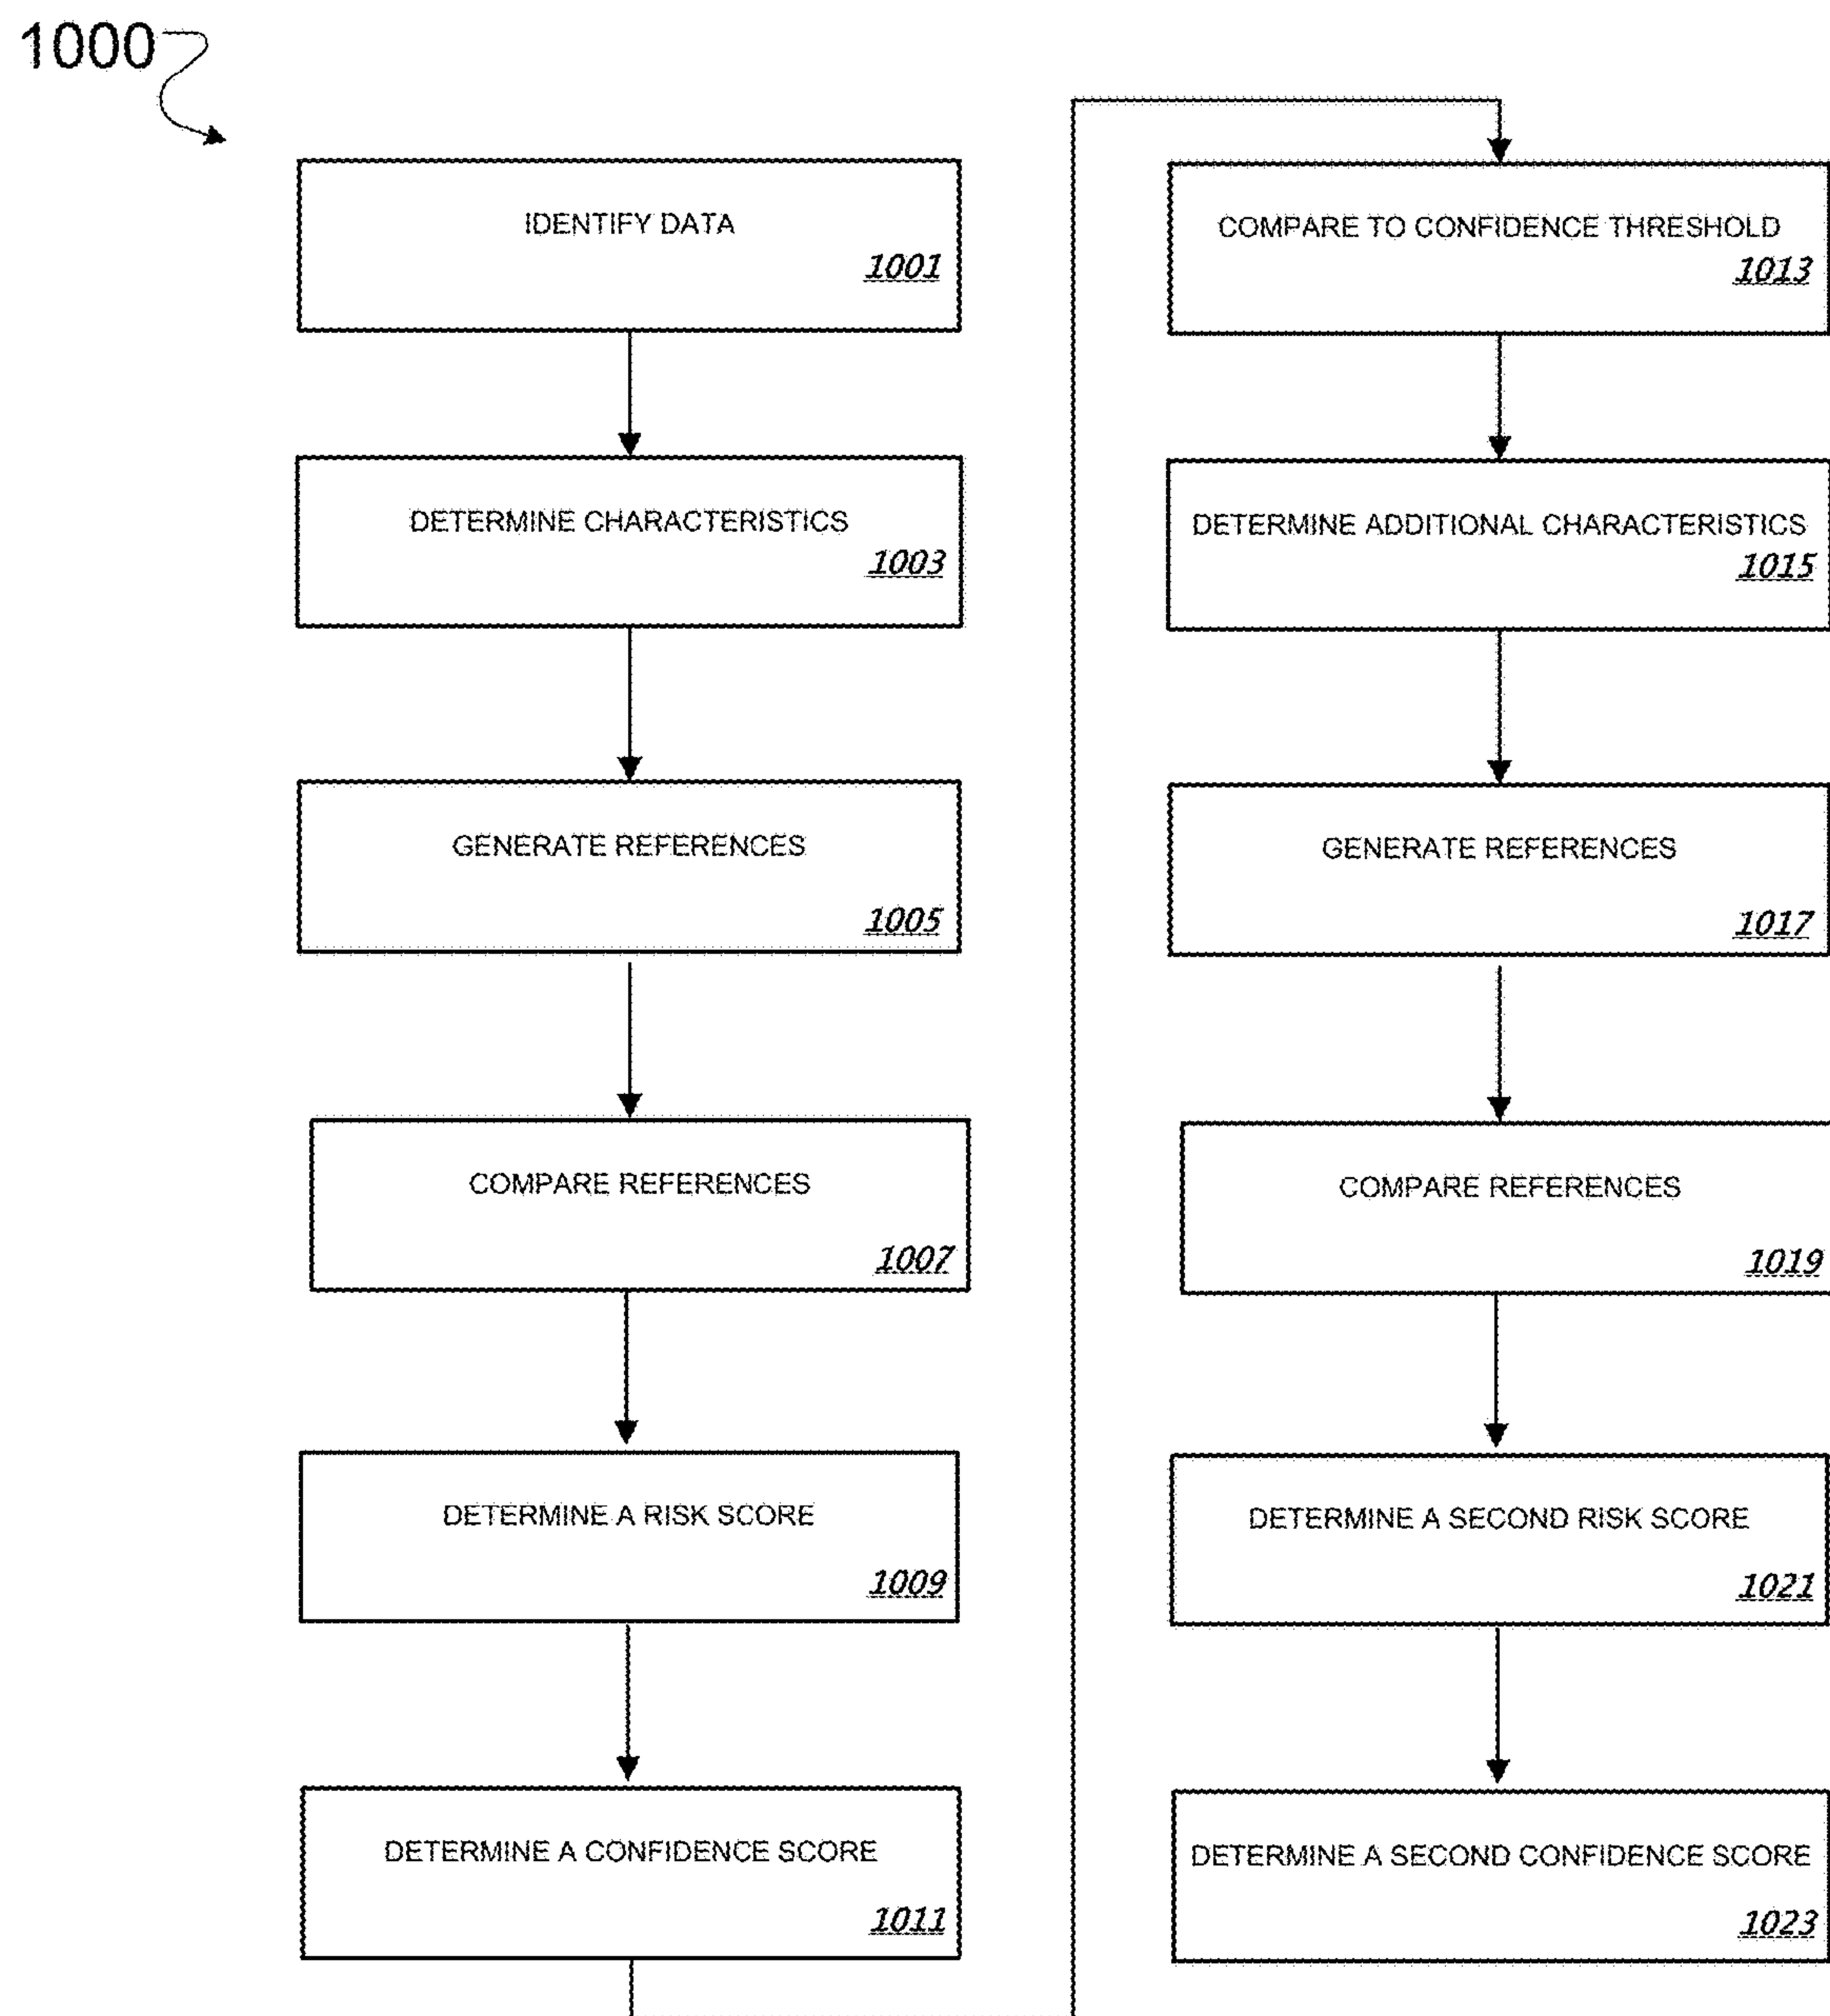 1000
IDENTIFY DATA
1001
DETERMINE CHARACTERISTICS
1003
GENERATE REFERENCES
1005
COMPARE REFERENCES
1007
DETERMINE A RISK SCORE
1009
DETERMINE A CONFIDENCE SCORE
1011
COMPARE TO CONFIDENCE THRESHOLD
1013
DETERMINE ADDITIONAL CHARACTERISTICS
1015
GENERATE REFERENCES
1017
COMPARE REFERENCES
1019
DETERMINE A SECOND RISK SCORE
1021
DETERMINE A SECOND CONFIDENCE SCORE
1023